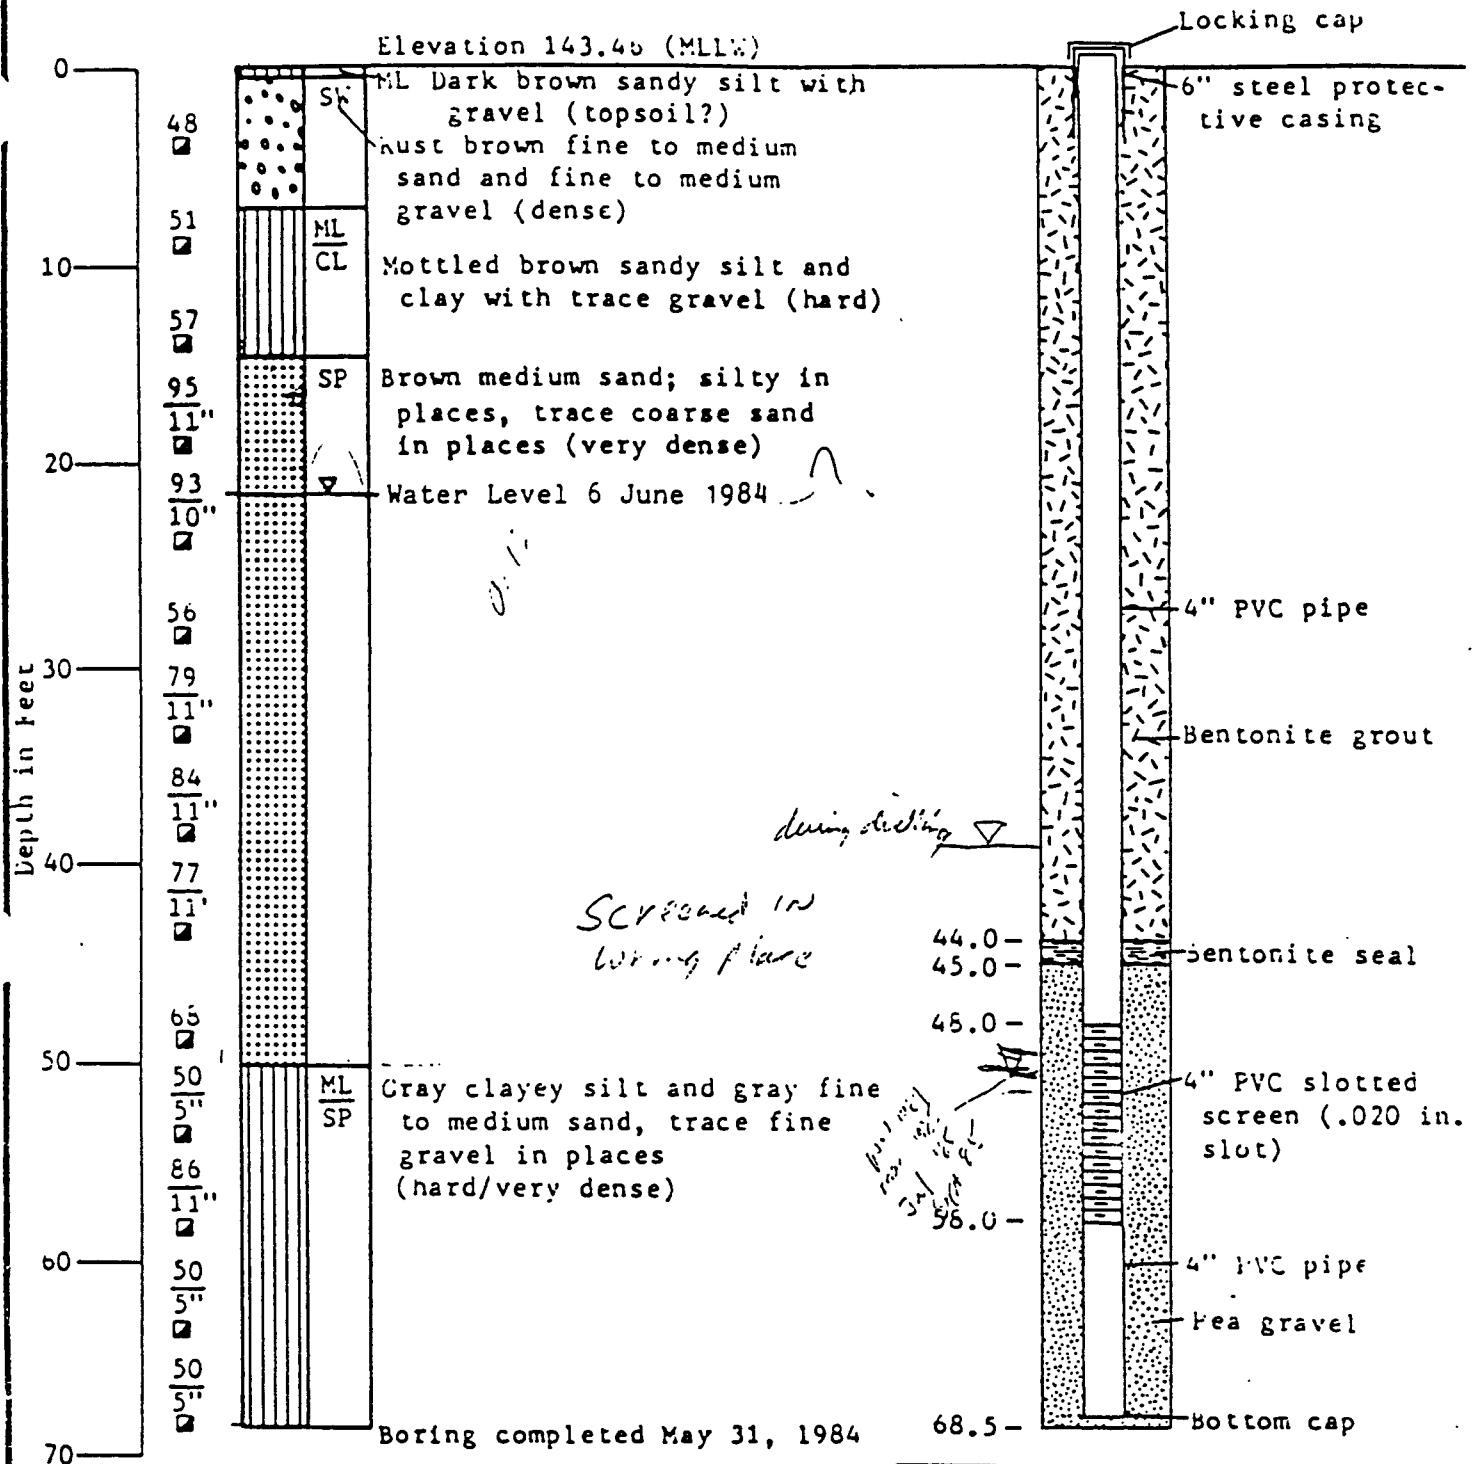 Locking cap
Elevation 143.46 (MLLW)
0
ML Dark brown sandy silt with
gravel (topsoil?)
6" steel protec-
tive casing
SW
48
Rust brown fine to medium
sand and fine to medium
gravel (dense)
51
ML
CL
10
Mottled brown sandy silt and
clay with trace gravel (hard)
57
SP
Brown medium sand; silty in
places, trace coarse sand
in places (very dense)
95
11"
20
93
10"
Water Level 6 June 1984
56
4" PVC pipe
Depth in Feet
30
79
11"
Bentonite grout
84
11"
during drilling
40
77
11'
Screened in
wrong place
44.0
45.0
Bentonite seal
48.0
65
50
50
5"
ML
SP
Gray clayey silt and gray fine
to medium sand, trace fine
gravel in places
(hard/very dense)
4" PVC slotted
screen (.020 in.
slot)
86
11"
58.0
60
4" PVC pipe
50
5"
Pea gravel
50
5"
68.5
Bottom cap
Boring completed May 31, 1984
70